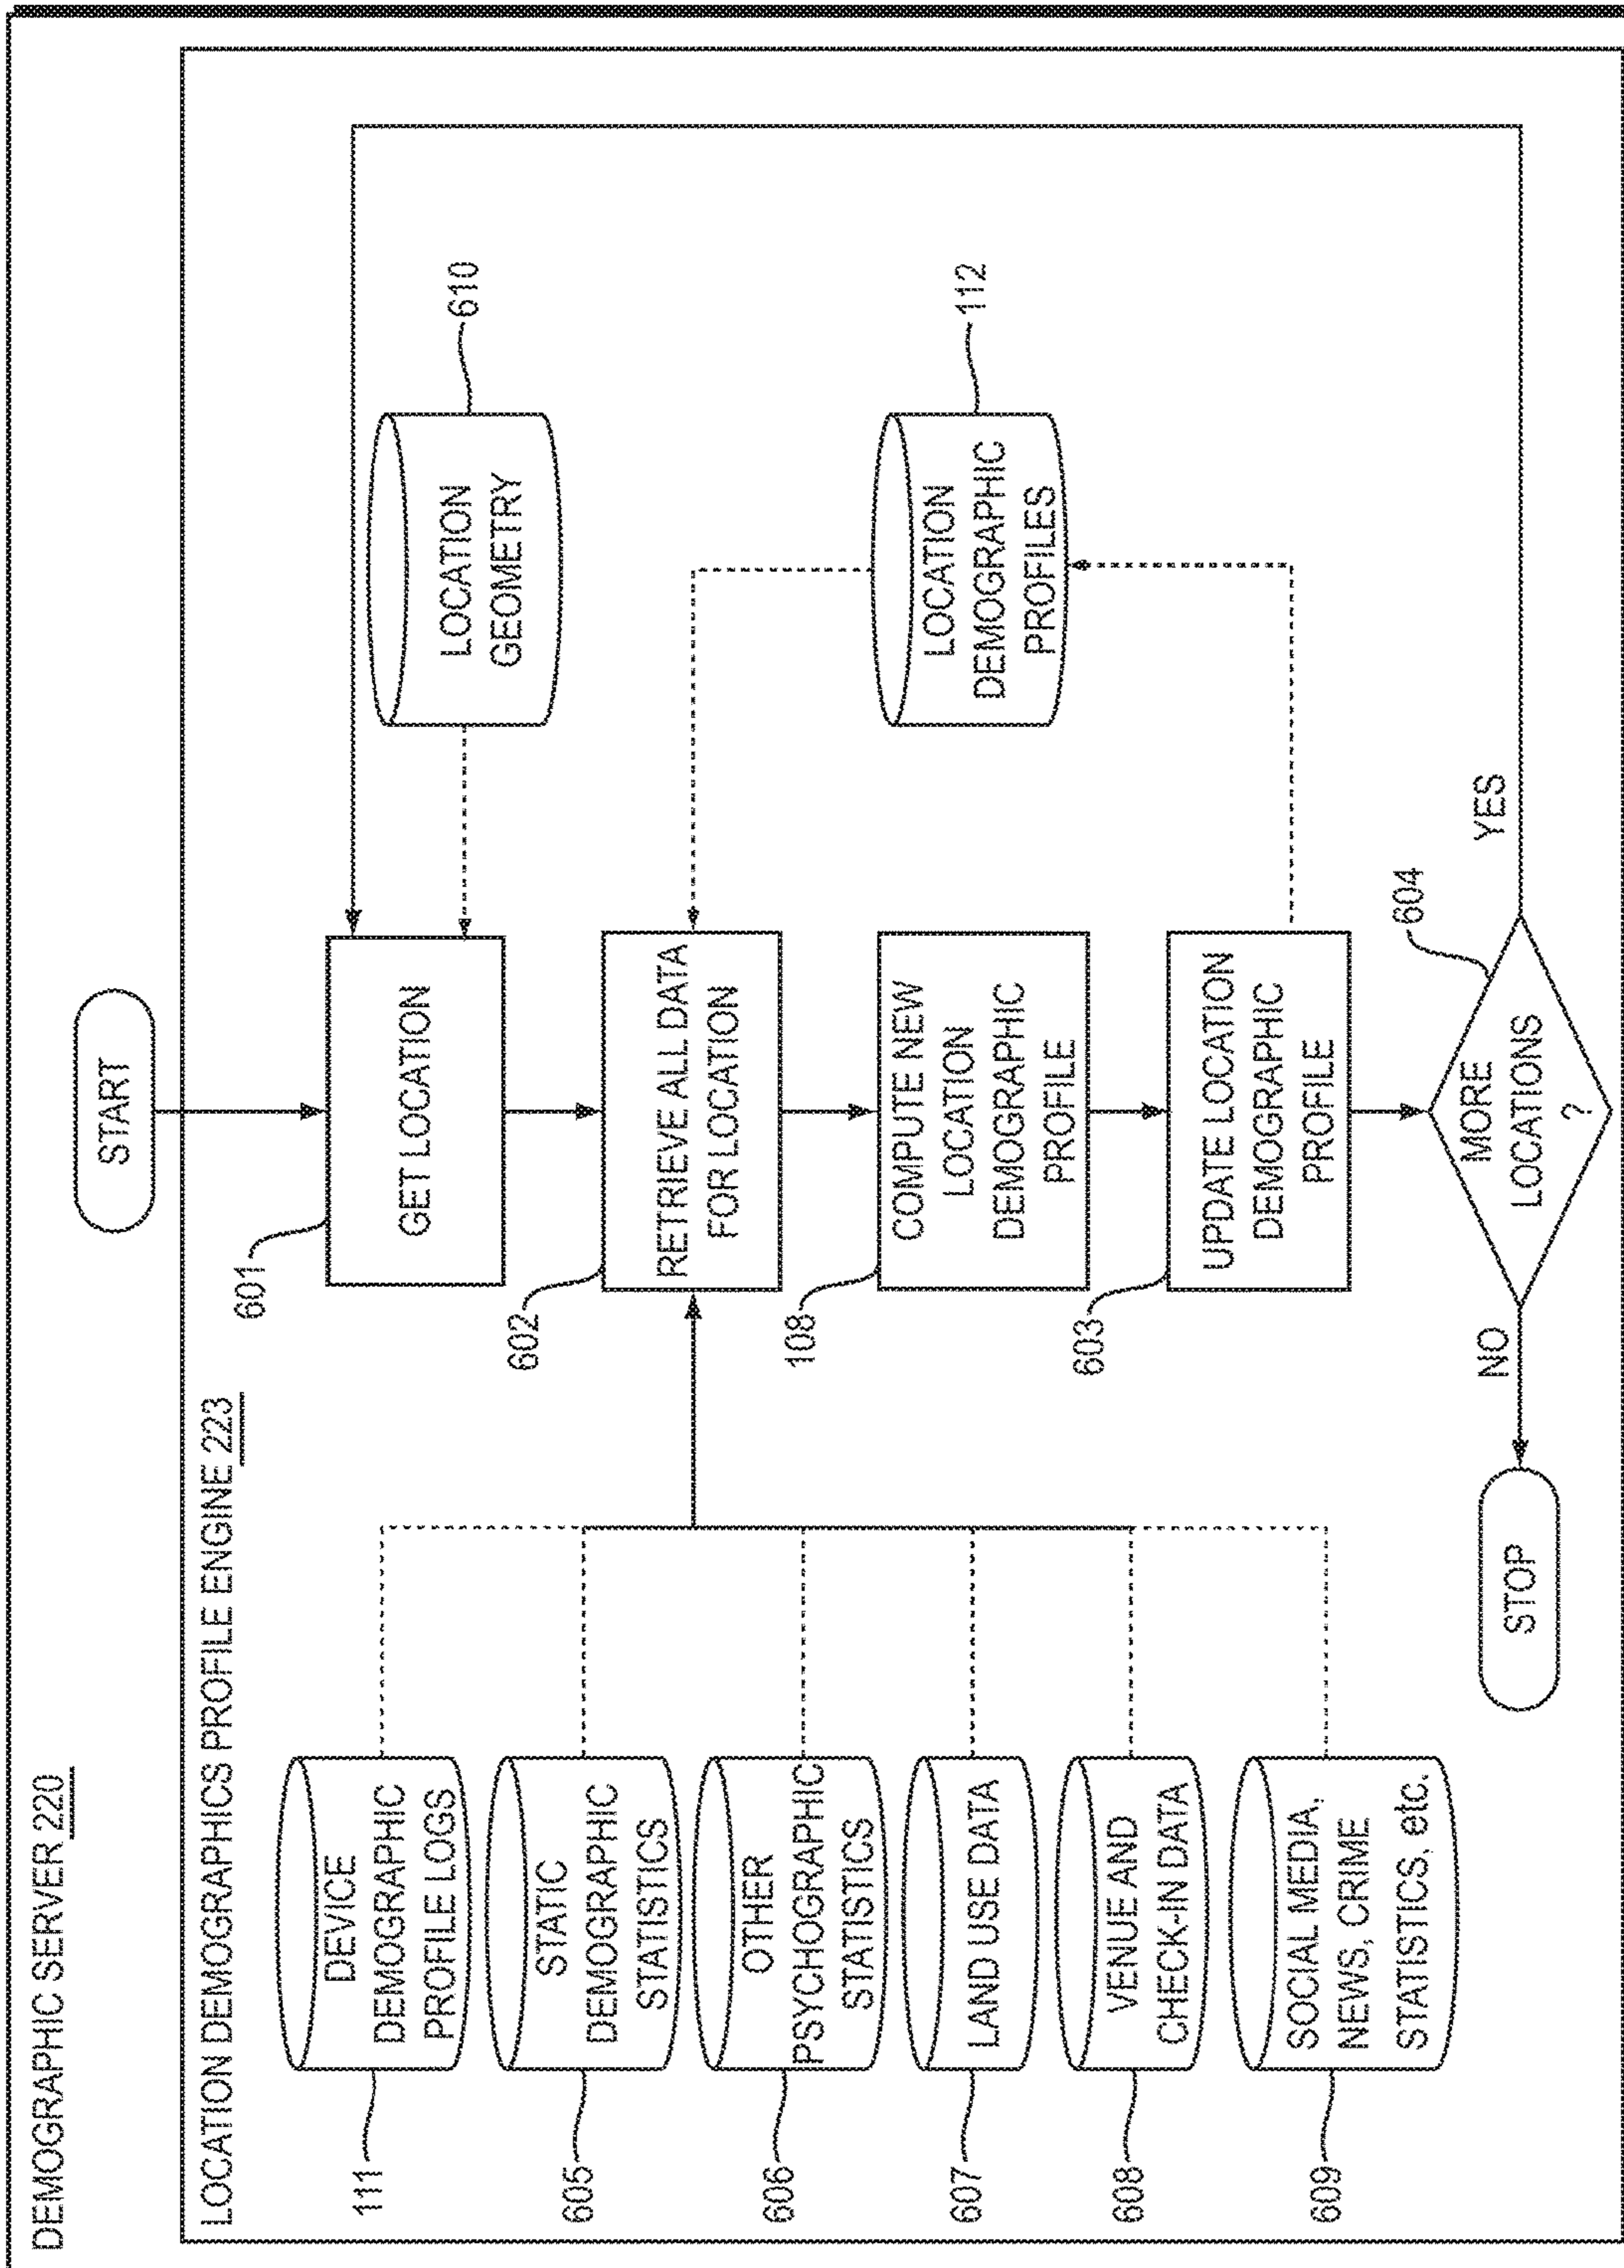 DEMOGRAPHIC SERVER 220
START
LOCATION DEMOGRAPHICS PROFILE ENGINE 223
111
DEVICE
DEMOGRAPHIC
PROFILE LOGS
605
STATIC
DEMOGRAPHIC
STATISTICS
606
OTHER
PSYCHOGRAPHIC
STATISTICS
607
LAND USE DATA
608
VENUE AND
CHECK-IN DATA
609
SOCIAL MEDIA,
NEWS, CRIME
STATISTICS, etc.
601
GET LOCATION
602
RETRIEVE ALL DATA
FOR LOCATION
108
COMPUTE NEW
LOCATION
DEMOGRAPHIC
PROFILE
603
UPDATE LOCATION
DEMOGRAPHIC
PROFILE
604
MORE
LOCATIONS
?
NO
YES
STOP
LOCATION
GEOMETRY
610
LOCATION
DEMOGRAPHIC
PROFILES
112